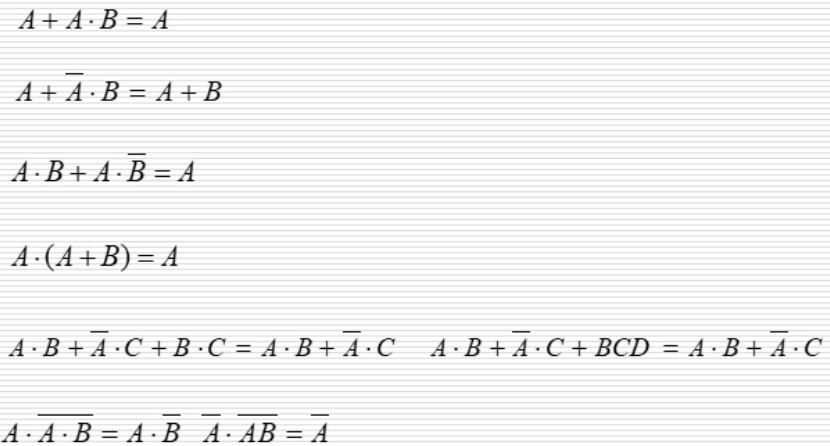 A + A · B = A
A + A̅ · B = A + B
A · B + A · B̅ = A
A · (A + B) = A
A · B + A̅ · C + B · C = A · B + A̅ · C A · B + A̅ · C + BCD = A · B + A̅ · C
A · A̅ ̅·̅ ̅B̅ = A · B̅ A̅ · A̅B̅ = A̅